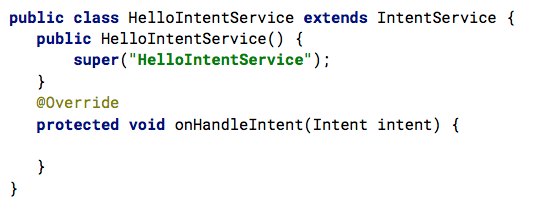 public class HelloIntentService extends IntentService {
   public HelloIntentService() {
       super("HelloIntentService");
   }
   @Override
   protected void onHandleIntent(Intent intent) {

   }
}